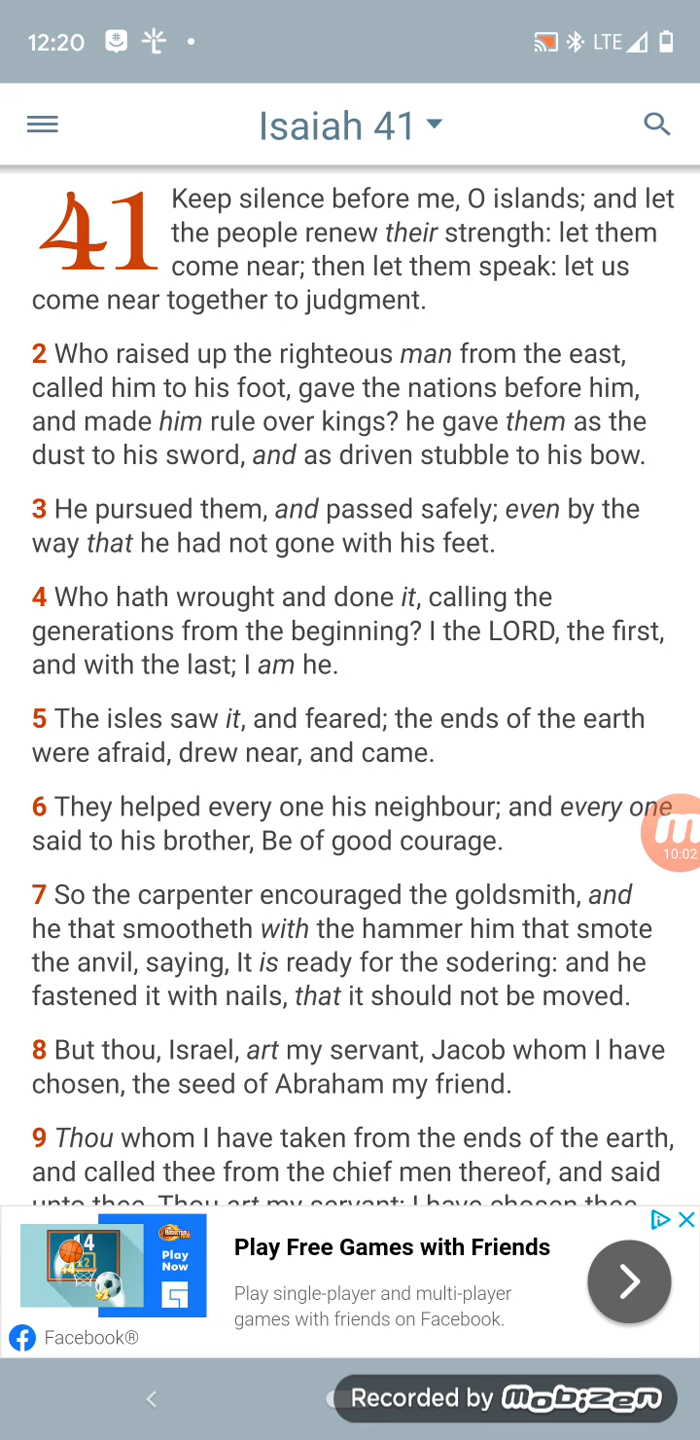 12:20
LTE
Isaiah 41
41 Keep silence before me, O islands; and let
the people renew their strength: let them
come near; then let them speak: let us
come near together to judgment.
2 Who raised up the righteous man from the east,
called him to his foot, gave the nations before him,
and made him rule over kings? he gave them as the
dust to his sword, and as driven stubble to his bow.
3 He pursued them, and passed safely; even by the
way that he had not gone with his feet.
4 Who hath wrought and done it, calling the
generations from the beginning? I the LORD, the first,
and with the last; I am he.
5 The isles saw it, and feared; the ends of the earth
were afraid, drew near, and came.
6 They helped every one his neighbour; and every one
said to his brother, Be of good courage.
m
10:02
7 So the carpenter encouraged the goldsmith, and
he that smootheth with the hammer him that smote
the anvil, saying, It is ready for the sodering: and he
fastened it with nails, that it should not be moved.
8 But thou, Israel, art my servant, Jacob whom I have
chosen, the seed of Abraham my friend.
9 Thou whom I have taken from the ends of the earth,
and called thee from the chief men thereof, and said
unto thee, Thou art my servant; I have chosen thee,
14
x2
Play
Now
Play Free Games with Friends
Play single-player and multi-player
games with friends on Facebook.
Facebook®
Recorded by mobizen